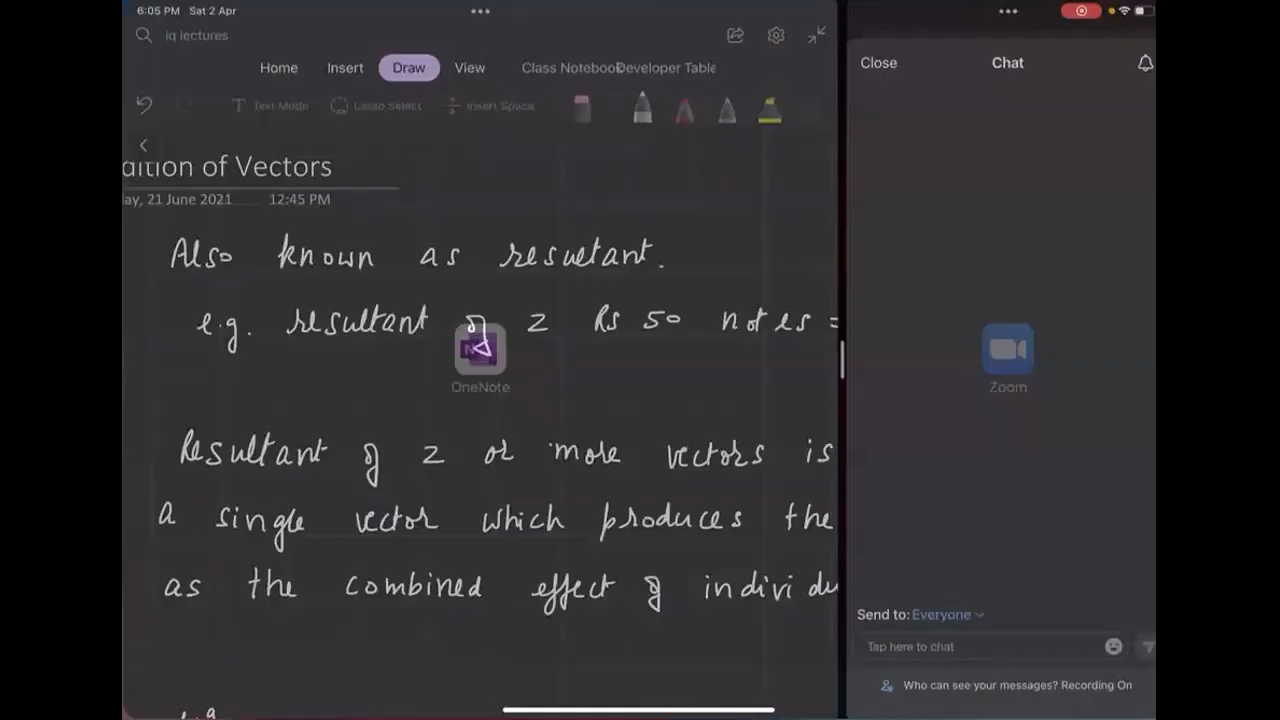 6:05 PM Sat 2 Apr
iq lectures
Home Insert Draw View Class Notebook Developer Table
Text Mode Lasso Select Insert Space
dition of Vectors
ay, 21 June 2021 12:45 PM
Also known as resultant.
e.g. resultant of 2 Rs 50 notes =
OneNote
Resultant of 2 or more vectors is
a single vector which produces the
as the combined effect of individu
Close Chat
Zoom
Send to: Everyone
Tap here to chat
Who can see your messages? Recording On